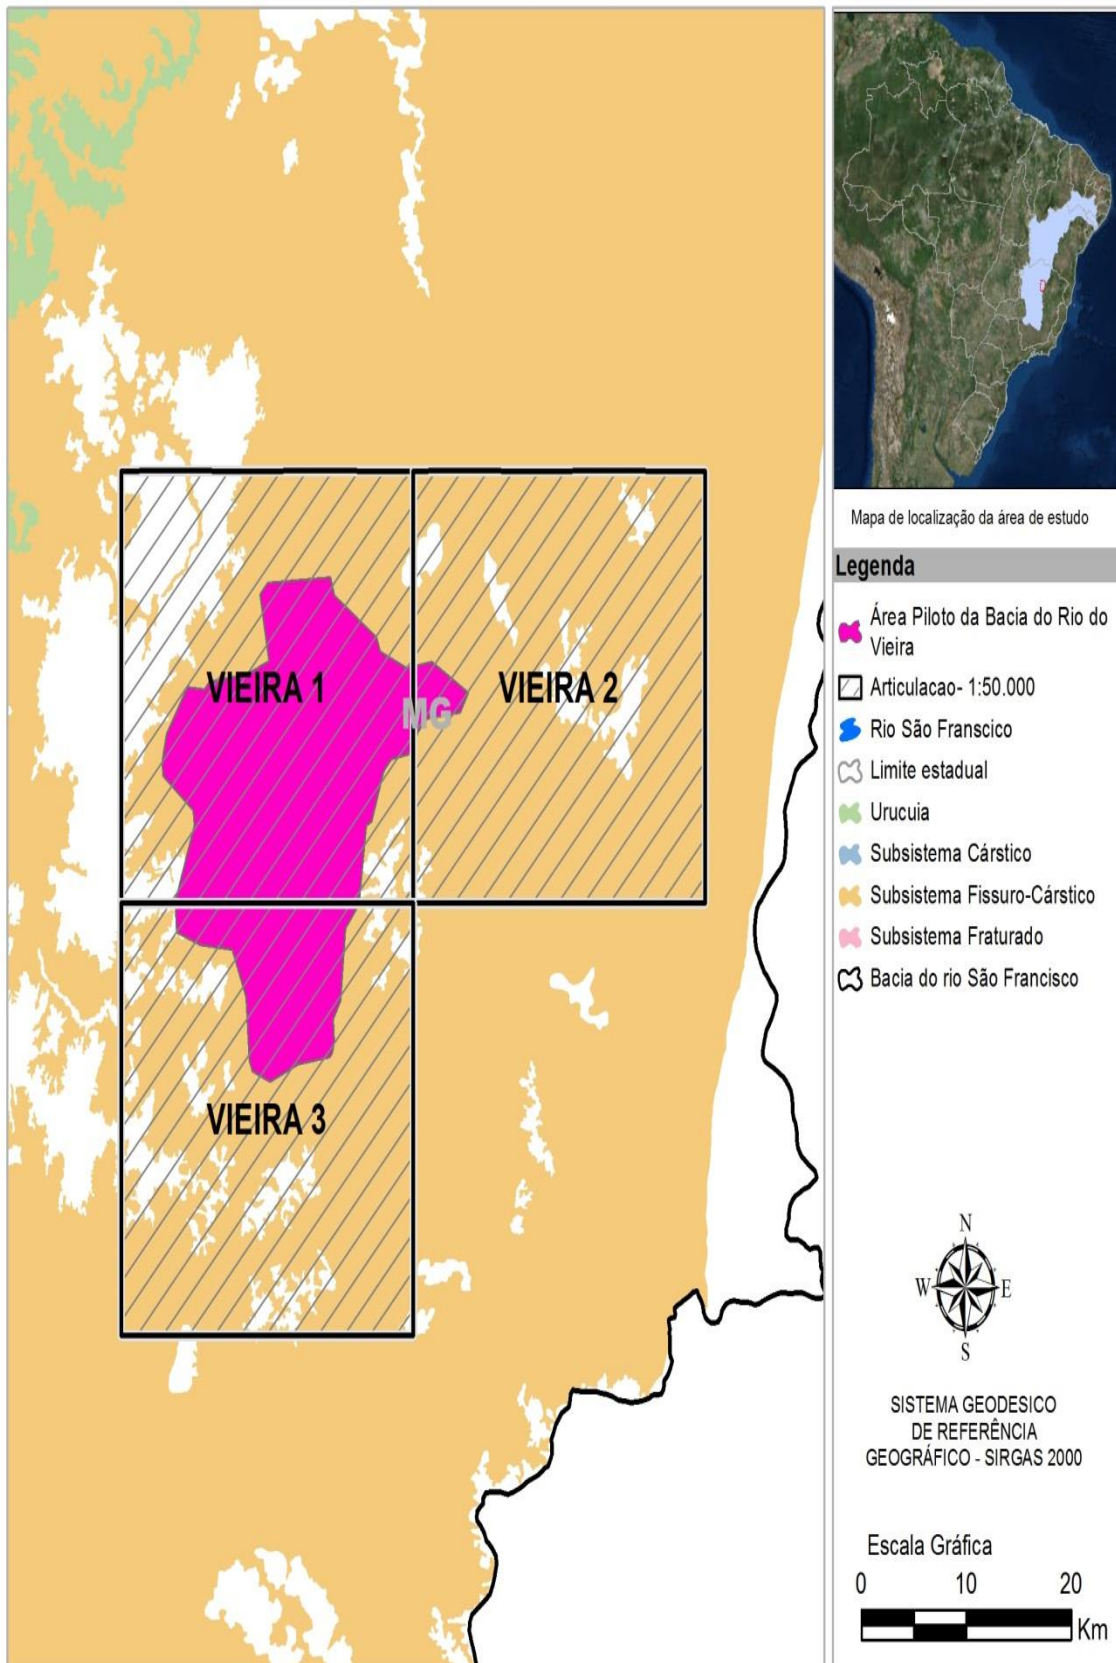 VIEIRA 1
VIEIRA 2
MG
VIEIRA 3
Mapa de localização da área de estudo
Legenda
Área Piloto da Bacia do Rio do
Vieira
Articulacao- 1:50.000
Rio São Franscico
Limite estadual
Urucuia
Subsistema Cárstico
Subsistema Fissuro-Cárstico
Subsistema Fraturado
Bacia do rio São Francisco
N
W
E
S
SISTEMA GEODESICO
DE REFERÊNCIA
GEOGRÁFICO - SIRGAS 2000
Escala Gráfica
0 10 20
Km